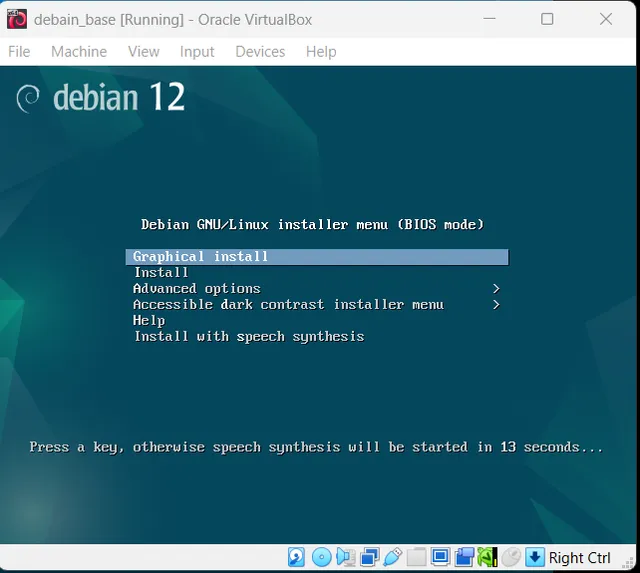 debain_base [Running] - Oracle VirtualBox
File Machine View Input Devices Help
debian 12
Debian GNU/Linux installer menu (BIOS mode)
Graphical install
Install
Advanced options >
Accessible dark contrast installer menu >
Help
Install with speech synthesis
Press a key, otherwise speech synthesis will be started in 13 seconds...
Right Ctrl